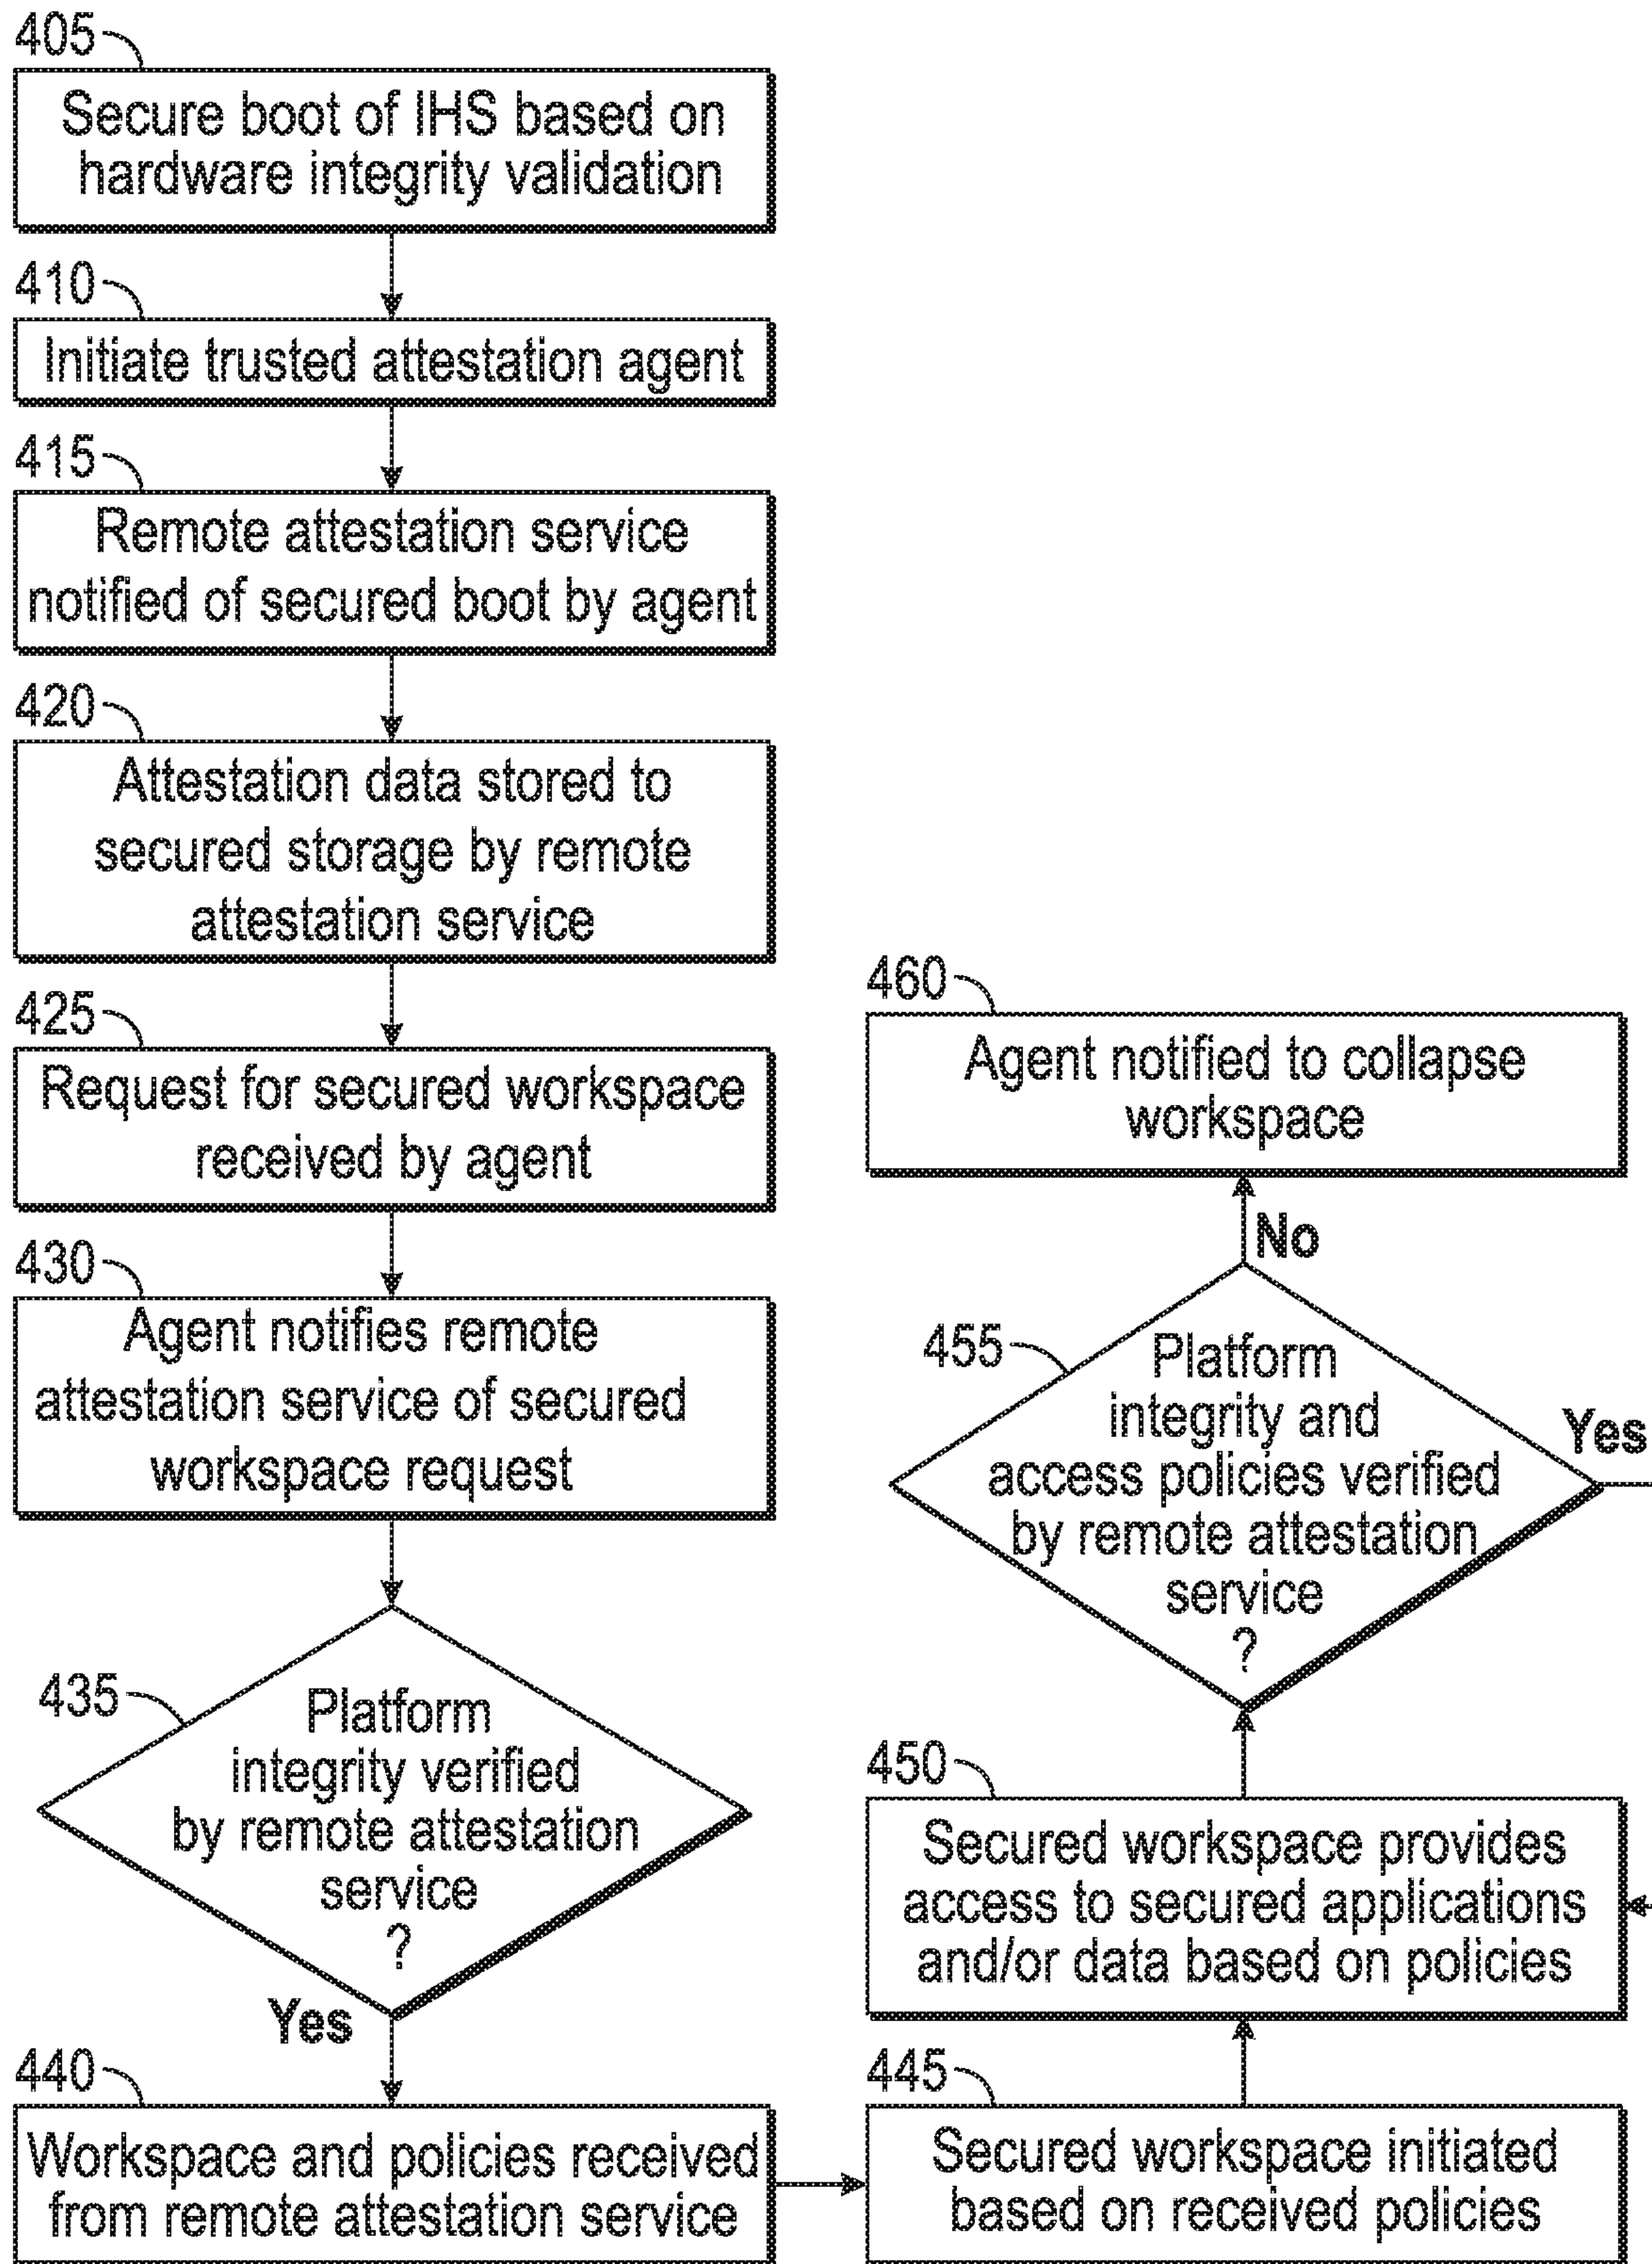 405
Secure boot of IHS based on
hardware integrity validation
410
Initiate trusted attestation agent
415
Remote attestation service
notified of secured boot by agent
420
Attestation data stored to
secured storage by remote
attestation service
425
Request for secured workspace
received by agent
430
Agent notifies remote
attestation service of secured
workspace request
435
Platform
integrity verified
by remote attestation
service
?
Yes
440
Workspace and policies received
from remote attestation service
445
Secured workspace initiated
based on received policies
450
Secured workspace provides
access to secured applications
and/or data based on policies
455
Platform
integrity and
access policies verified
by remote attestation
service
?
Yes
No
460
Agent notified to collapse
workspace